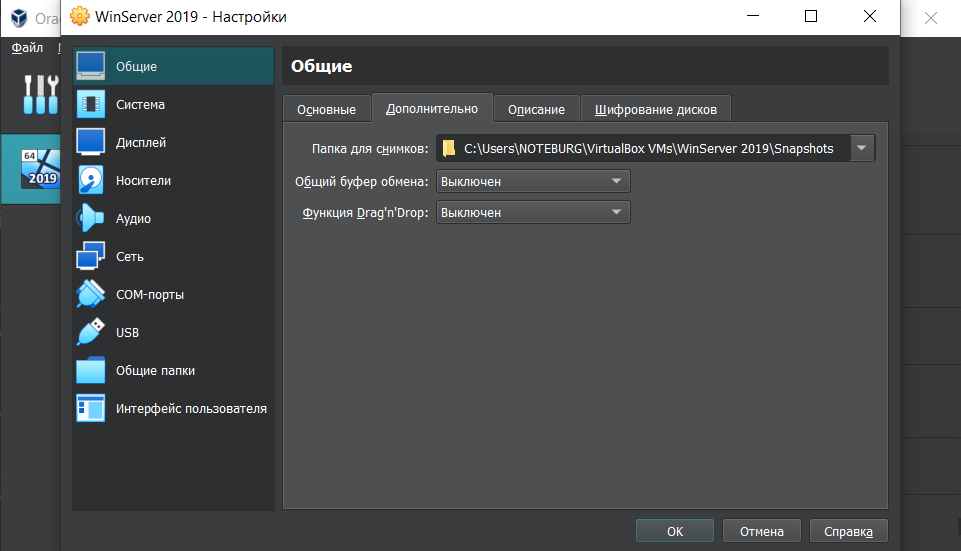 Orac
WinServer 2019 - Настройки
Файл
64
2019
Общие
Система
Дисплей
Носители
Аудио
Сеть
COM-порты
USB
Общие папки
Интерфейс пользователя
Общие
Основные
Дополнительно
Описание
Шифрование дисков
Папка для снимков: C:\Users\NOTEBURG\VirtualBox VMs\WinServer 2019\Snapshots
Общий буфер обмена: Выключен
Функция Drag'n'Drop: Выключен
OK
Отмена
Справка